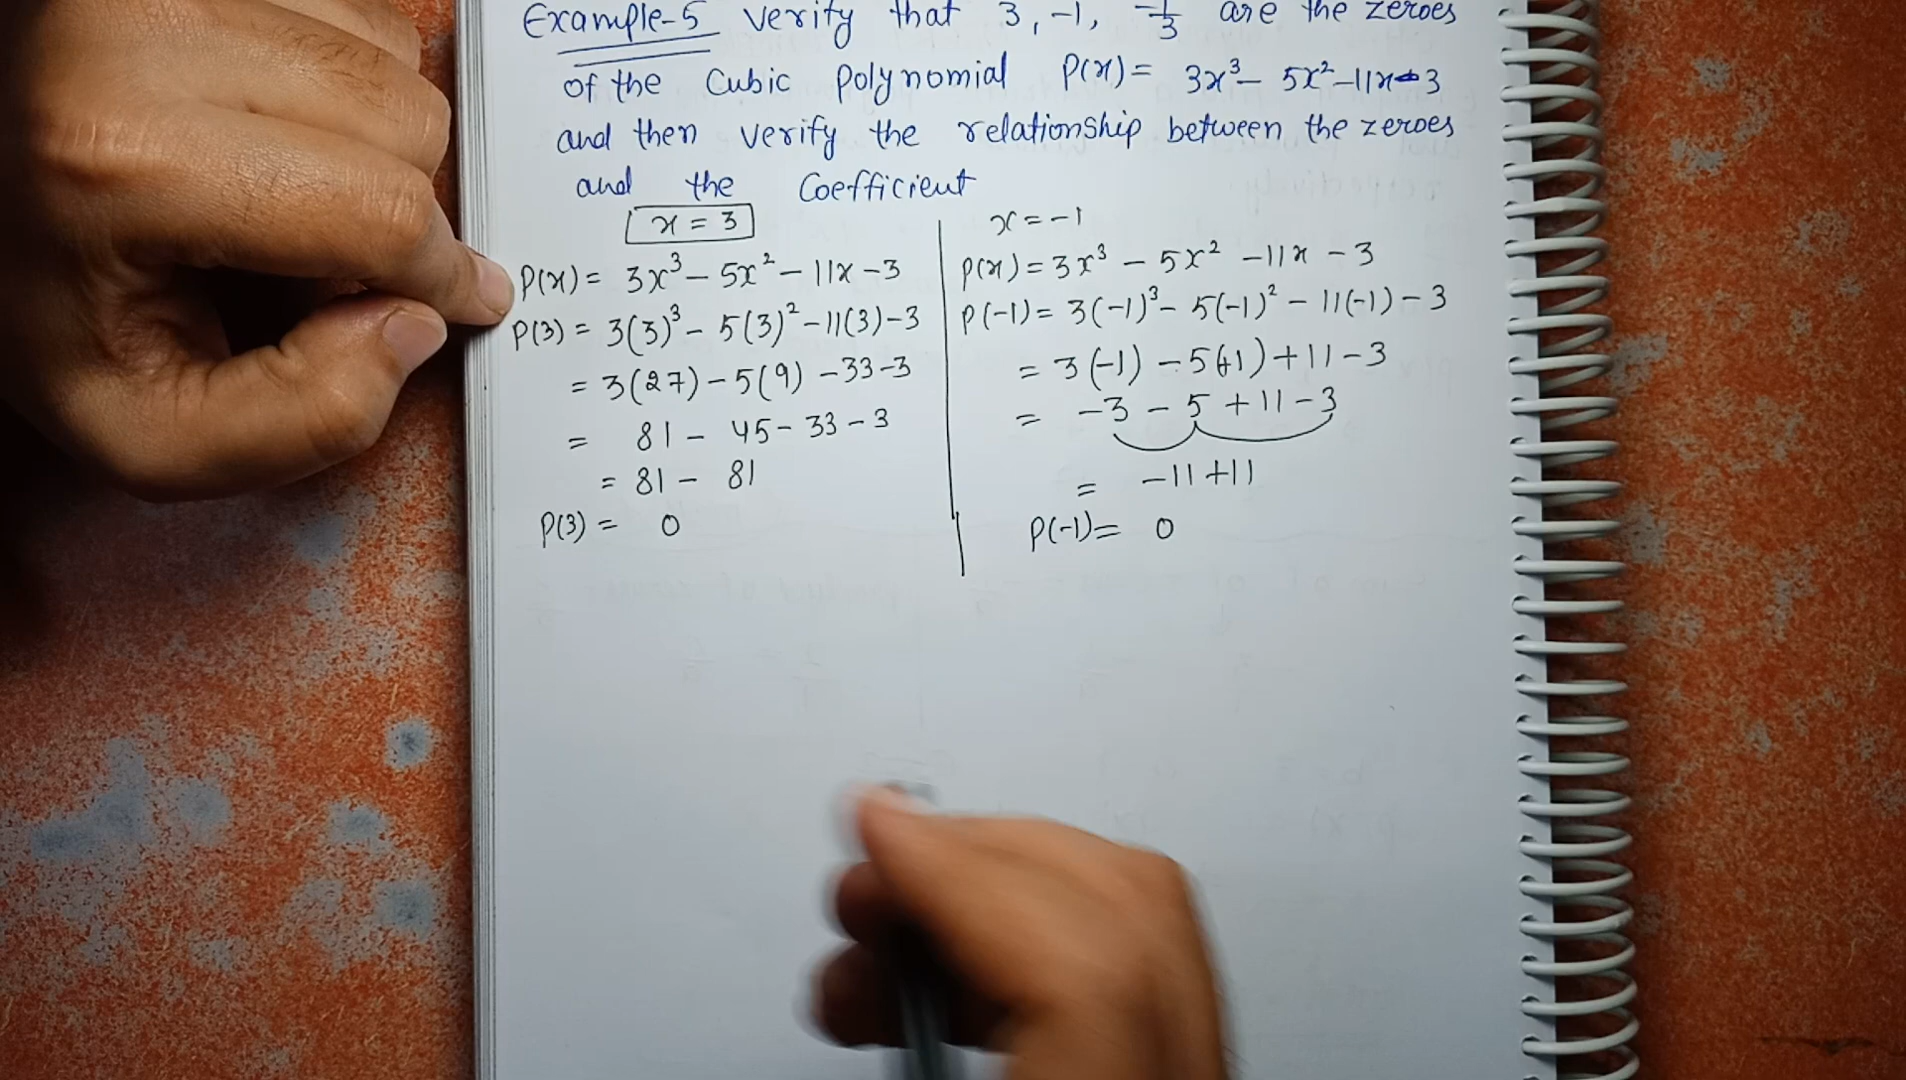 Example-5 verify that 3, -1, -1/3 are the zeroes
of the Cubic Polynomial P(x) = 3x³ - 5x² - 11x - 3
and then verify the relationship between the zeroes
and the Coefficient
x = 3
P(x) = 3x³ - 5x² - 11x - 3
P(3) = 3(3)³ - 5(3)² - 11(3) - 3
= 3(27) - 5(9) - 33 - 3
= 81 - 45 - 33 - 3
= 81 - 81
P(3) = 0
x = -1
P(x) = 3x³ - 5x² - 11x - 3
P(-1) = 3(-1)³ - 5(-1)² - 11(-1) - 3
= 3(-1) - 5(+1) + 11 - 3
= -3 - 5 + 11 - 3
= -11 + 11
P(-1) = 0